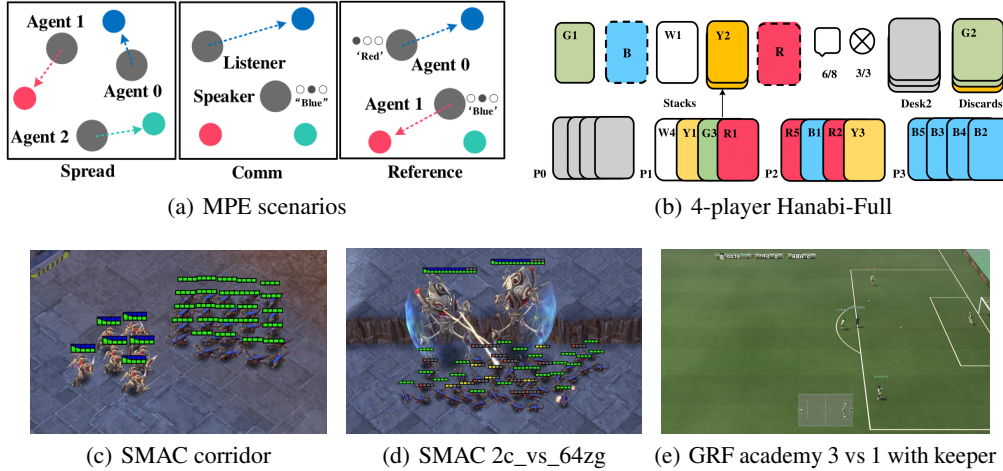 Agent 1
Agent 0
Agent 2
Spread
Listener
Speaker
"Blue"
Comm
'Red'
Agent 0
Agent 1
'Blue'
Reference
(a) MPE scenarios
G1
B
W1
Y2
R
6/8
3/3
G2
Stacks
Desk2
Discards
P0
P1
W4
Y1
G3
R1
P2
R5
B1
R2
Y3
P3
B5
B3
B4
B2
(b) 4-player Hanabi-Full
(c) SMAC corridor
(d) SMAC 2c_vs_64zg
(e) GRF academy 3 vs 1 with keeper